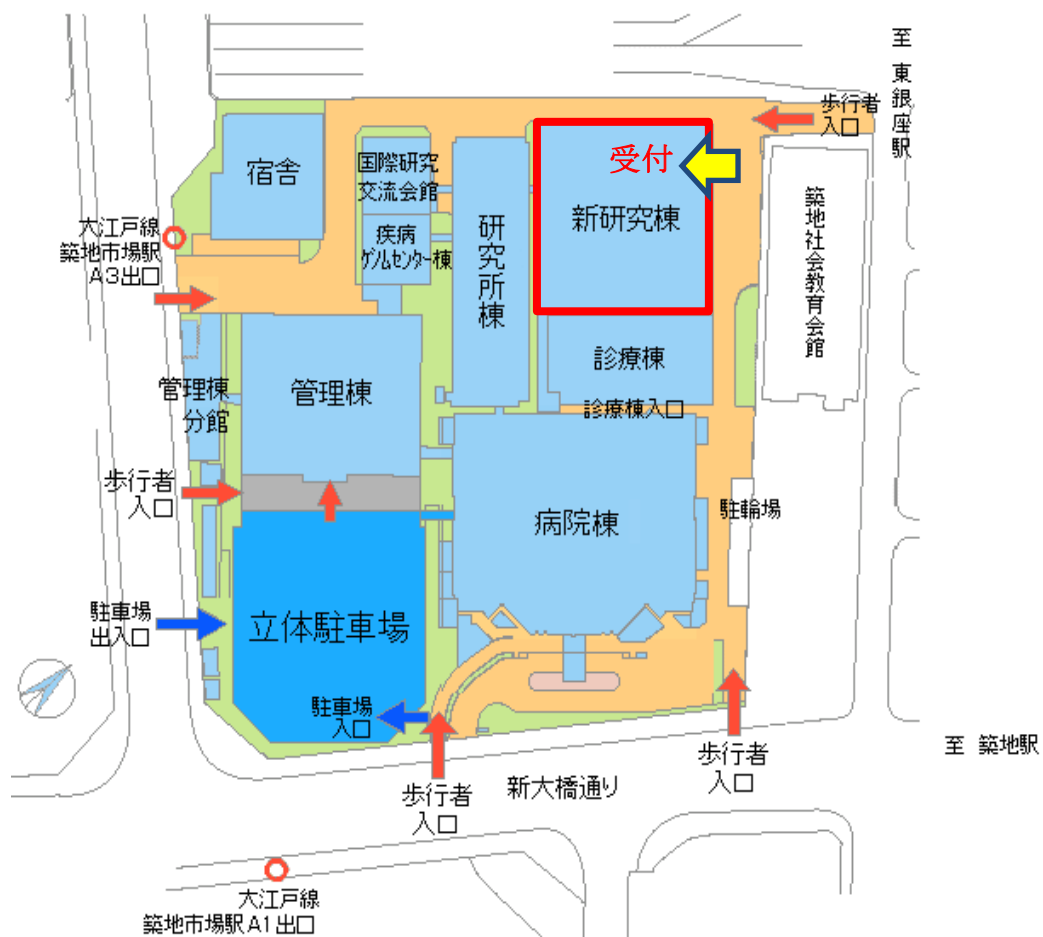 至
東銀座駅
歩行者
入口
受付
新研究棟
宿舎
国際研究
交流会館
疾病
ゲノムセンター棟
研究所棟
築地社会教育会館
大江戸線
築地市場駅
A3出口
診療棟
診療棟入口
管理棟
管理棟
分館
歩行者
入口
病院棟
駐輪場
駐車場
出入口
立体駐車場
駐車場
入口
歩行者
入口
歩行者
入口
新大橋通り
至 築地駅
大江戸線
築地市場駅A1出口